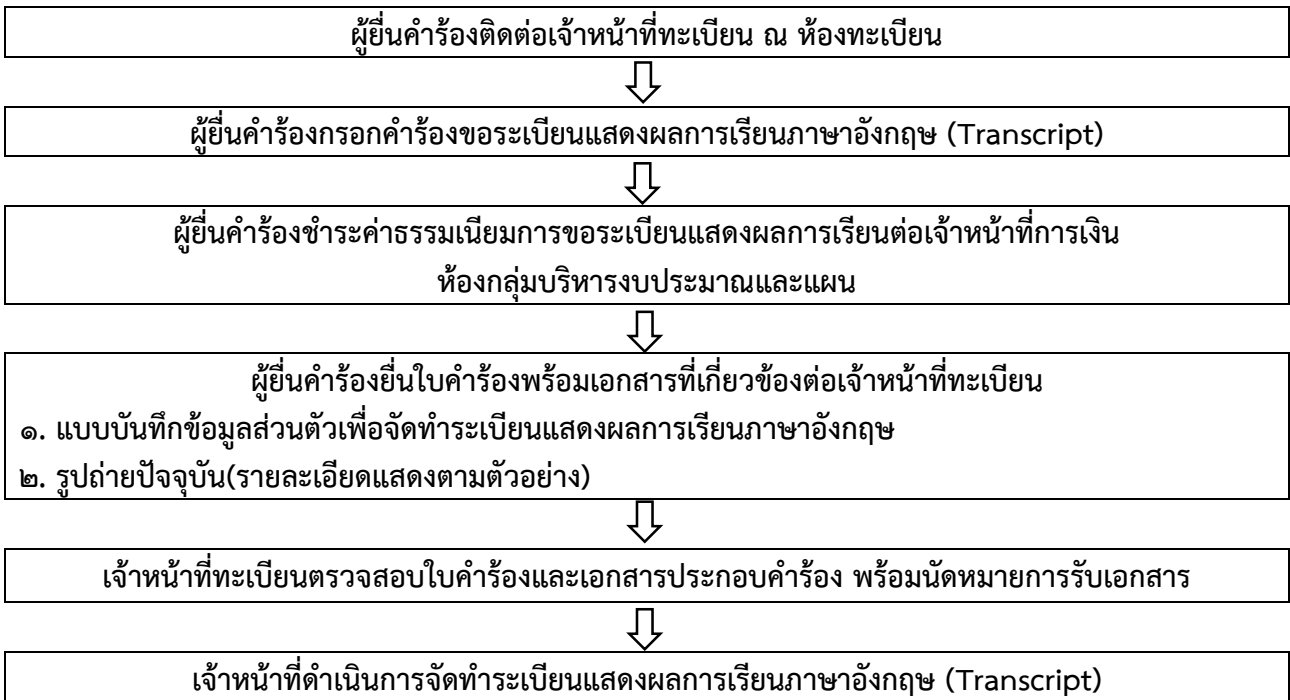 ผู้ยื่นคำร้องติดต่อเจ้าหน้าที่ทะเบียน ณ ห้องทะเบียน
ผู้ยื่นคำร้องกรอกคำร้องขอระเบียนแสดงผลการเรียนภาษาอังกฤษ (Transcript)
ผู้ยื่นคำร้องชำระค่าธรรมเนียมการขอระเบียนแสดงผลการเรียนต่อเจ้าหน้าที่การเงิน
ห้องกลุ่มบริหารงบประมาณและแผน
ผู้ยื่นคำร้องยื่นใบคำร้องพร้อมเอกสารที่เกี่ยวข้องต่อเจ้าหน้าที่ทะเบียน
๑. แบบบันทึกข้อมูลส่วนตัวเพื่อจัดทำระเบียนแสดงผลการเรียนภาษาอังกฤษ
๒. รูปถ่ายปัจจุบัน(รายละเอียดแสดงตามตัวอย่าง)
เจ้าหน้าที่ทะเบียนตรวจสอบใบคำร้องและเอกสารประกอบคำร้อง พร้อมนัดหมายการรับเอกสาร
เจ้าหน้าที่ดำเนินการจัดทำระเบียนแสดงผลการเรียนภาษาอังกฤษ (Transcript)